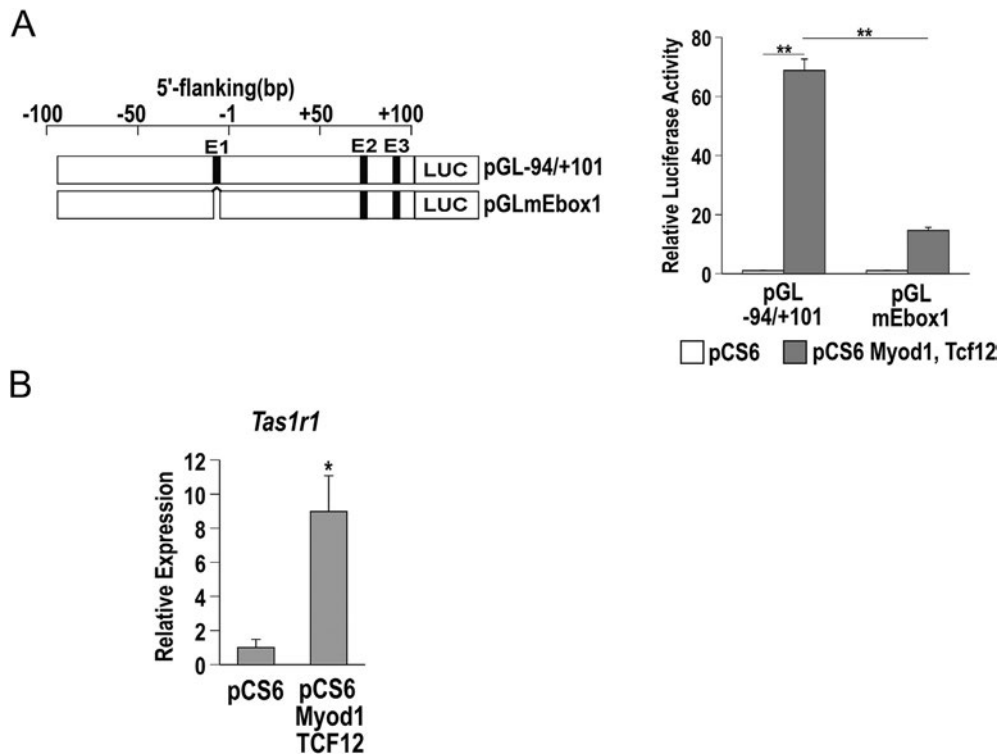 A
5'-flanking(bp)
-100 -50 -1 +50 +100
E1 E2 E3
LUC pGL-94/+101
LUC pGLmEbox1
Relative Luciferase Activity
80
60
40
20
0
** **
pGL
-94/+101
pGL
mEbox1
pCS6 pCS6 Myod1, Tcf12
B
Tas1r1
Relative Expression
12
10
8
6
4
2
0
*
pCS6
pCS6
Myod1
TCF12